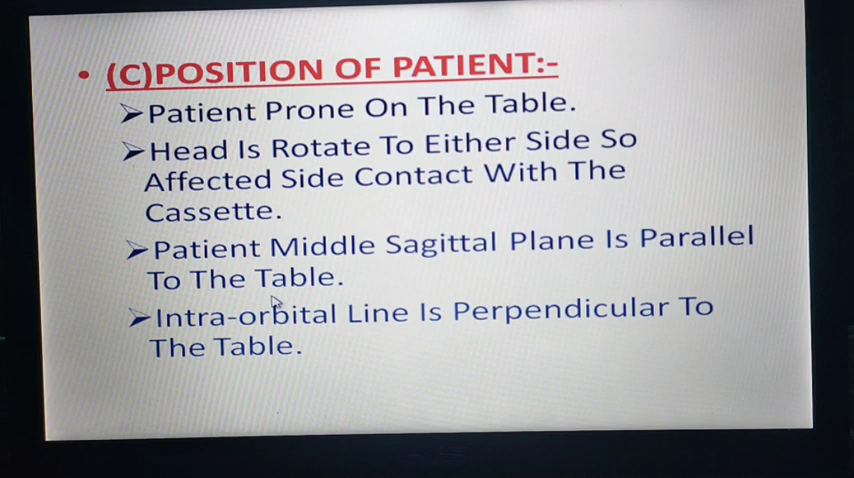 • (C)POSITION OF PATIENT:-
➢Patient Prone On The Table.
➢Head Is Rotate To Either Side So
Affected Side Contact With The
Cassette.
➢Patient Middle Sagittal Plane Is Parallel
To The Table.
➢Intra-orbital Line Is Perpendicular To
The Table.